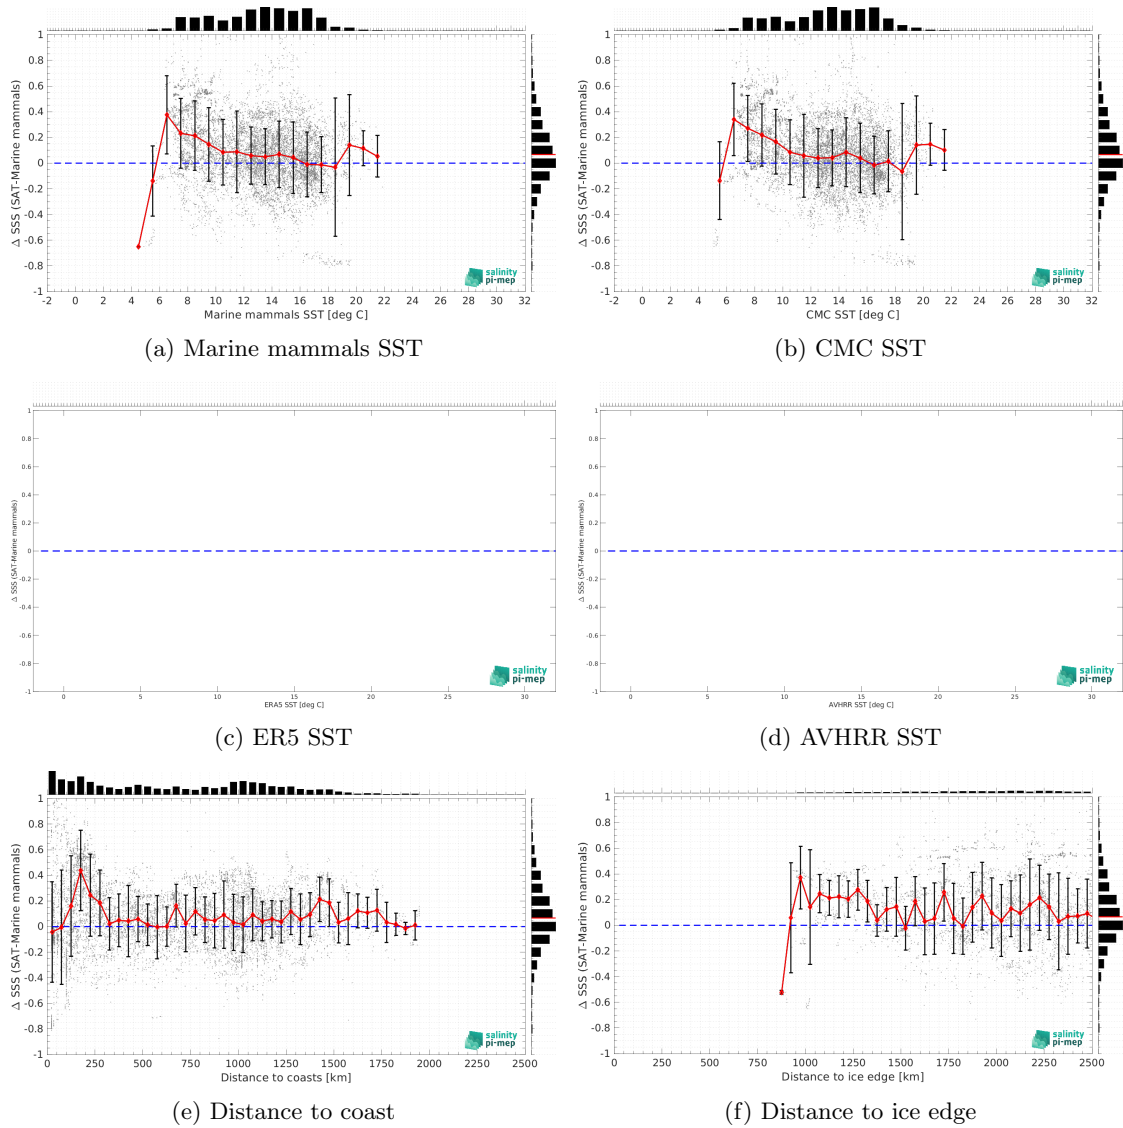 1
0.8
0.6
0.4
0.2
0
-0.2
-0.4
-0.6
-0.8
-1
Δ SSS (SAT-Marine mammals)
-2 0 2 4 6 8 10 12 14 16 18 20 22 24 26 28 30 32
Marine mammals SST [deg C]
salinity
pi-mep
(a) Marine mammals SST
1
0.8
0.6
0.4
0.2
0
-0.2
-0.4
-0.6
-0.8
-1
Δ SSS (SAT-Marine mammals)
-2 0 2 4 6 8 10 12 14 16 18 20 22 24 26 28 30 32
CMC SST [deg C]
salinity
pi-mep
(b) CMC SST
1
0.8
0.6
0.4
0.2
0
-0.2
-0.4
-0.6
-0.8
-1
Δ SSS (SAT-Marine mammals)
0 5 10 15 20 25 30
ERA5 SST [deg C]
salinity
pi-mep
(c) ER5 SST
1
0.8
0.6
0.4
0.2
0
-0.2
-0.4
-0.6
-0.8
-1
Δ SSS (SAT-Marine mammals)
0 5 10 15 20 25 30
AVHRR SST [deg C]
salinity
pi-mep
(d) AVHRR SST
1
0.8
0.6
0.4
0.2
0
-0.2
-0.4
-0.6
-0.8
-1
Δ SSS (SAT-Marine mammals)
0 250 500 750 1000 1250 1500 1750 2000 2250 2500
Distance to coasts [km]
salinity
pi-mep
(e) Distance to coast
1
0.8
0.6
0.4
0.2
0
-0.2
-0.4
-0.6
-0.8
-1
Δ SSS (SAT-Marine mammals)
0 250 500 750 1000 1250 1500 1750 2000 2250 2500
Distance to ice edge [km]
salinity
pi-mep
(f) Distance to ice edge